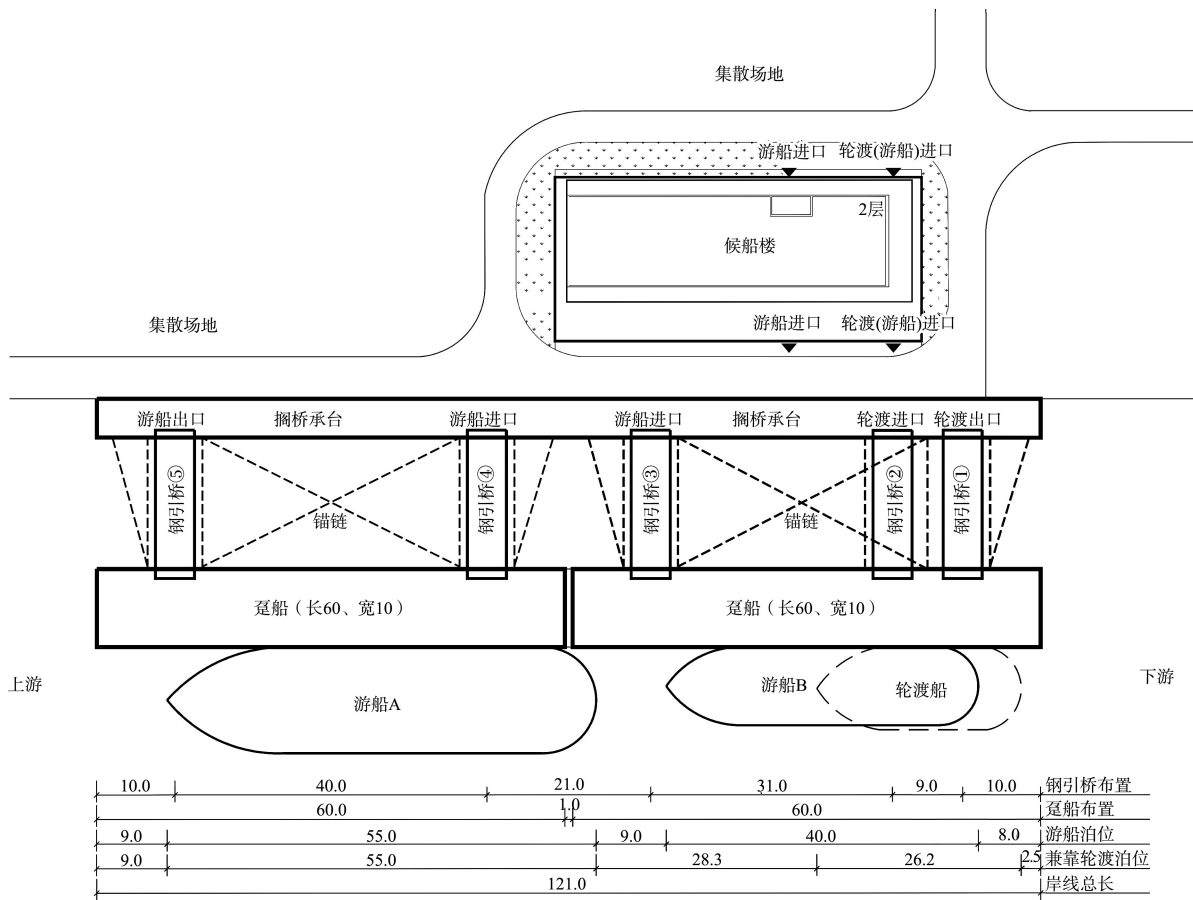 集散场地
游船进口 轮渡(游船)进口
2层
候船楼
集散场地
游船进口 轮渡(游船)进口
游船出口 搁桥承台 游船进口 游船进口 搁桥承台 轮渡进口 轮渡出口
钢引桥⑤ 钢引桥④ 钢引桥③ 钢引桥② 钢引桥①
锚链 锚链
趸船（长60、宽10） 趸船（长60、宽10）
上游 下游
游船A 游船B 轮渡船
10.0 40.0 21.0 31.0 9.0 10.0 钢引桥布置
60.0 1.0 60.0 趸船布置
9.0 55.0 9.0 40.0 8.0 游船泊位
9.0 55.0 28.3 26.2 2.5 兼靠轮渡泊位
121.0 岸线总长